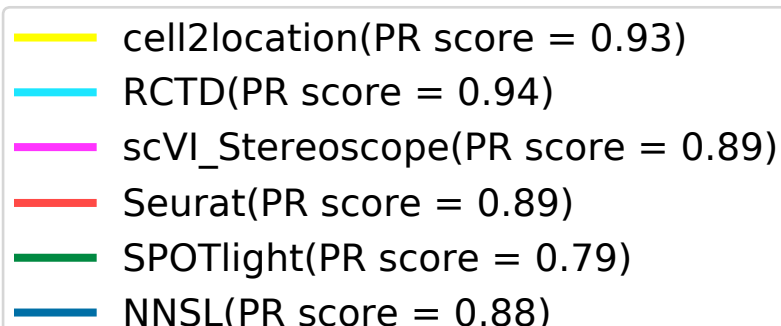 cell2location(PR score = 0.93)
RCTD(PR score = 0.94)
scVI_Stereoscope(PR score = 0.89)
Seurat(PR score = 0.89)
SPOTlight(PR score = 0.79)
NNSL(PR score = 0.88)